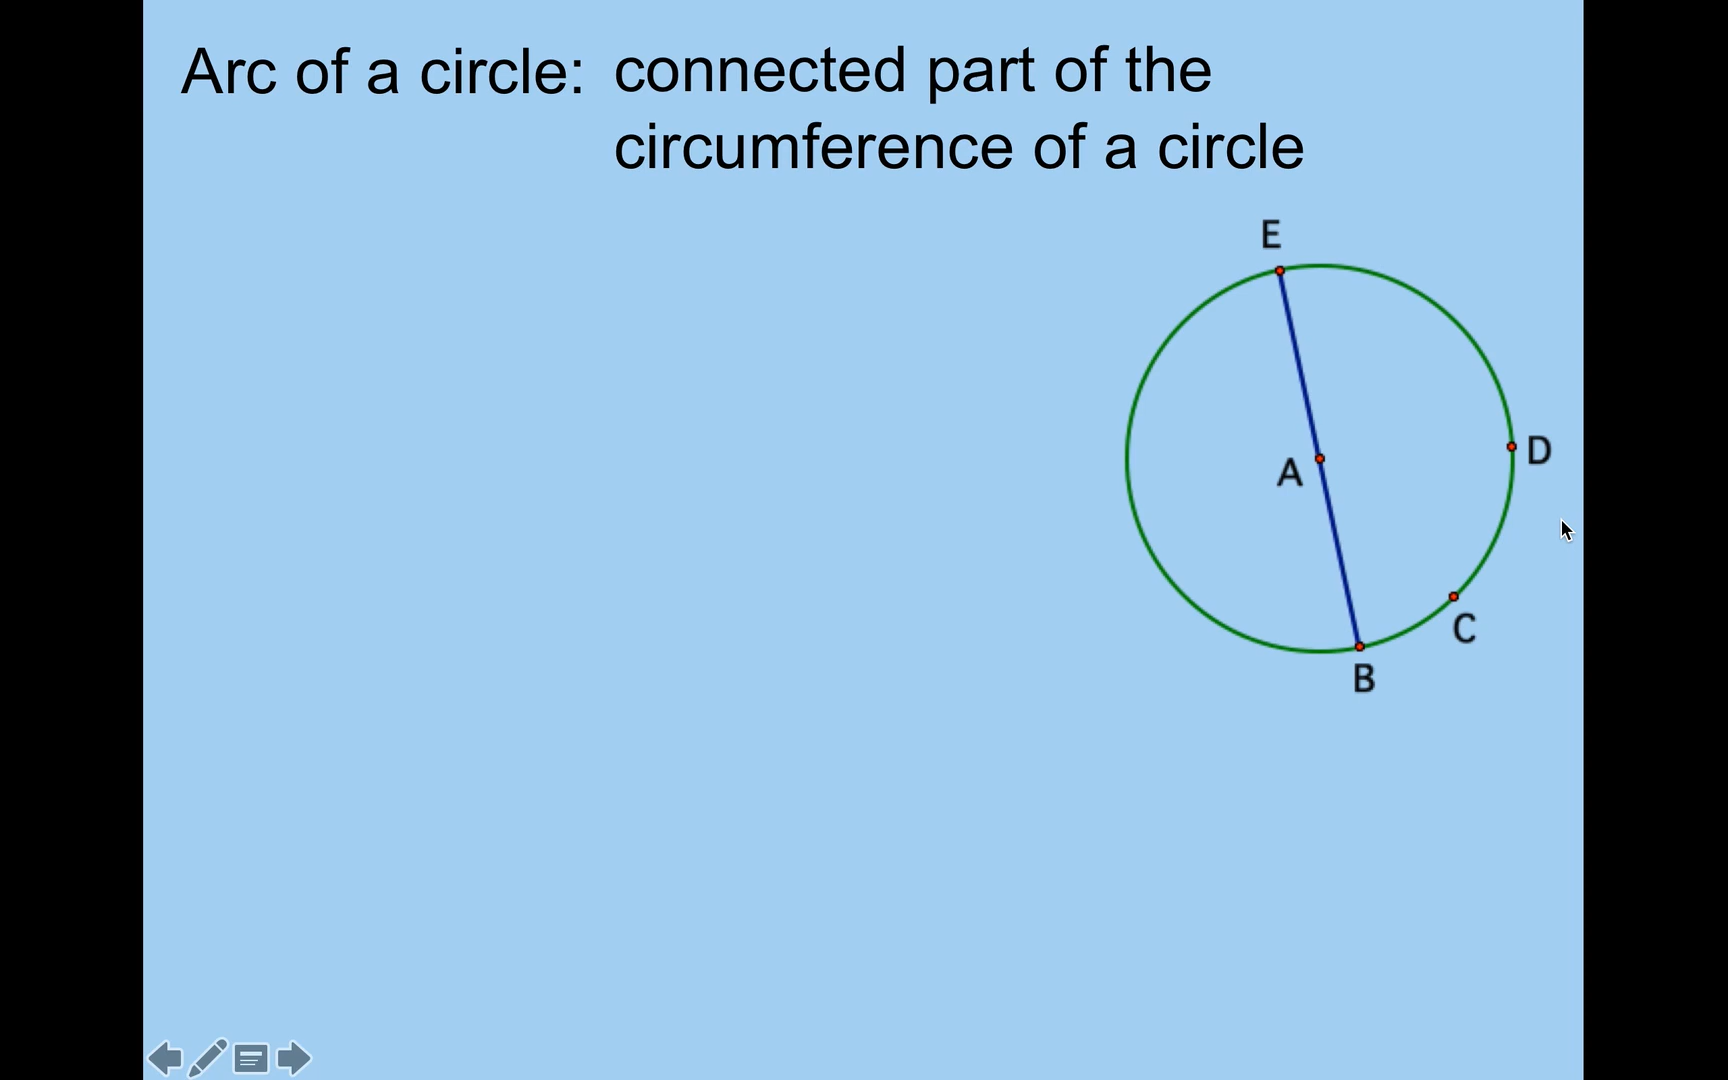 Arc of a circle: connected part of the
circumference of a circle
E
D
A
C
B